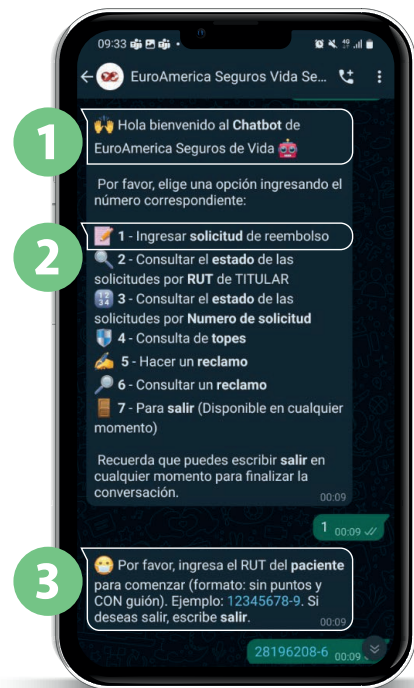 09:33
EuroAmerica Seguros Vida Se...
1
🙌 Hola bienvenido al Chatbot de
EuroAmerica Seguros de Vida 🤖
Por favor, elige una opción ingresando el
número correspondiente:
2
📝 1 - Ingresar solicitud de reembolso
🔍 2 - Consultar el estado de las
solicitudes por RUT de TITULAR
🔢 3 - Consultar el estado de las
solicitudes por Numero de solicitud
🛡️ 4 - Consulta de topes
✍️ 5 - Hacer un reclamo
🔎 6 - Consultar un reclamo
🚪 7 - Para salir (Disponible en cualquier
momento)
Recuerda que puedes escribir salir en
cualquier momento para finalizar la
conversación.
00:09
1 00:09
3
😷 Por favor, ingresa el RUT del paciente
para comenzar (formato: sin puntos y
CON guión). Ejemplo: 12345678-9. Si
deseas salir, escribe salir.
00:09
28196208-6 00:09